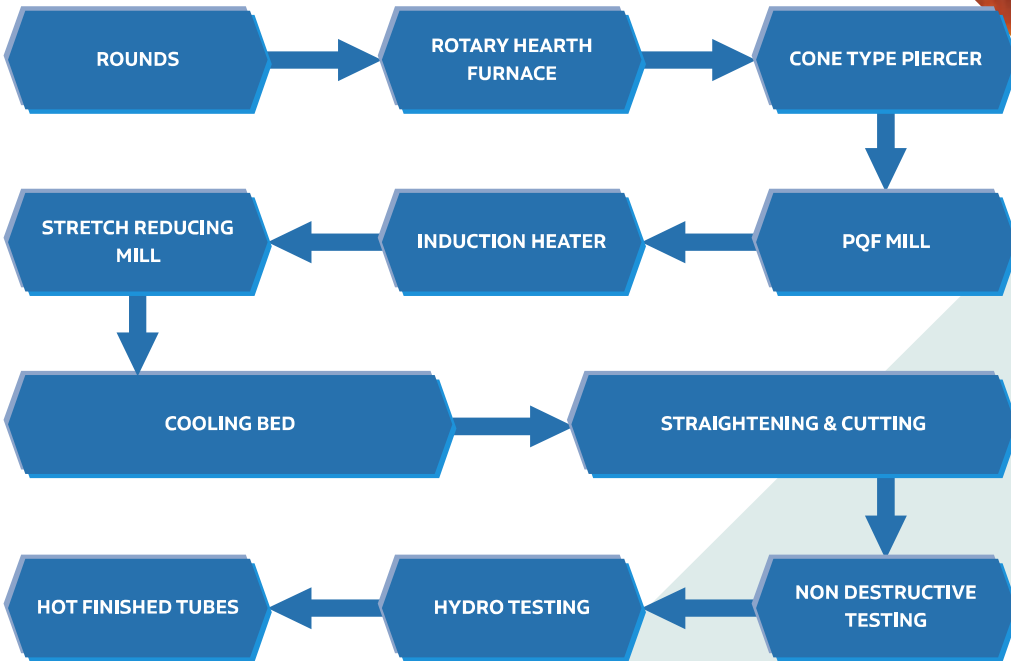 ROUNDS
ROTARY HEARTH
FURNACE
CONE TYPE PIERCER
STRETCH REDUCING
MILL
INDUCTION HEATER
PQF MILL
COOLING BED
STRAIGHTENING & CUTTING
HOT FINISHED TUBES
HYDRO TESTING
NON DESTRUCTIVE
TESTING